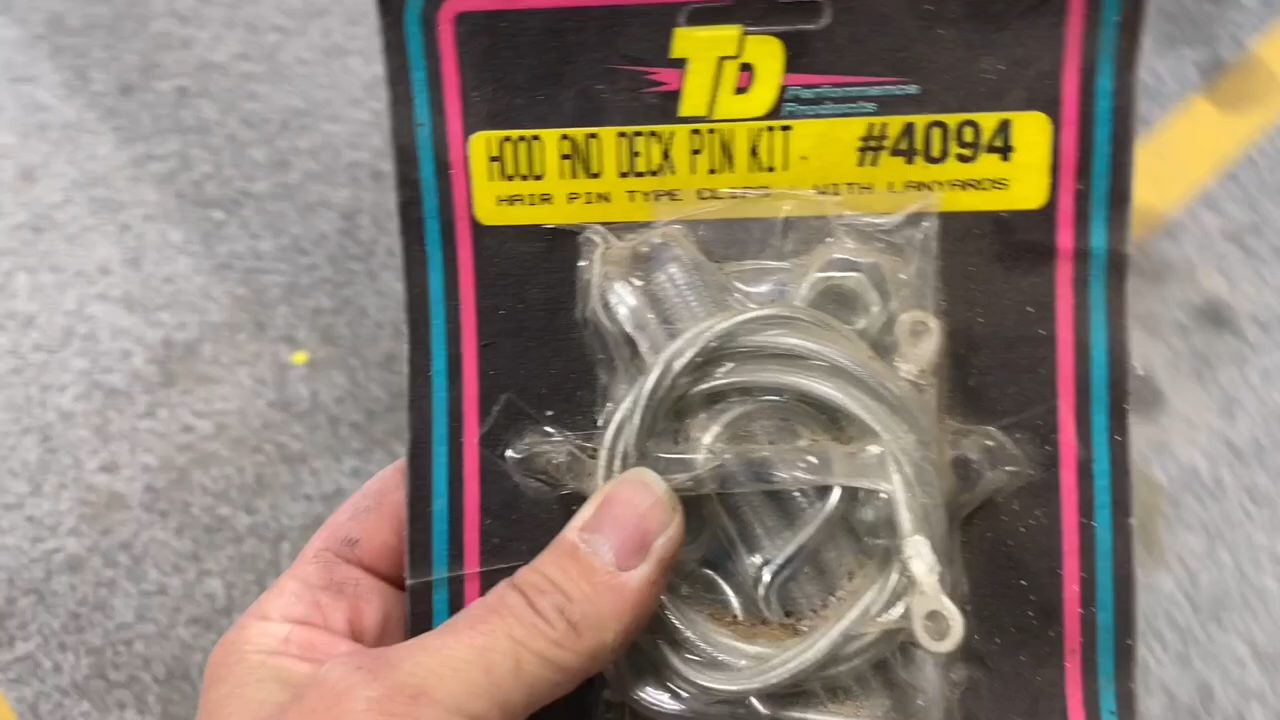 TD
Performance
Products
HOOD AND DECK PIN KIT- #4094
HAIR PIN TYPE CLIPS - WITH LANYARDS